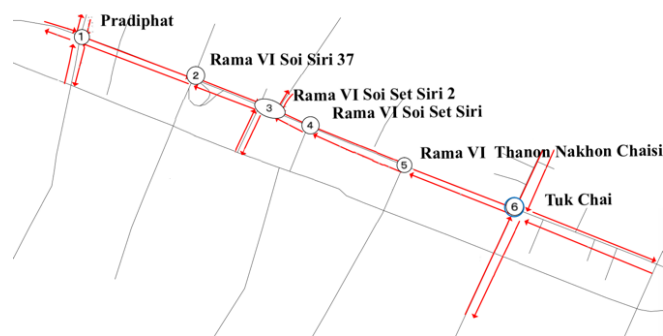 Pradiphat
1
Rama VI Soi Siri 37
2
Rama VI Soi Set Siri 2
3
Rama VI Soi Set Siri
4
Rama VI Thanon Nakhon Chaisi
5
Tuk Chai
6